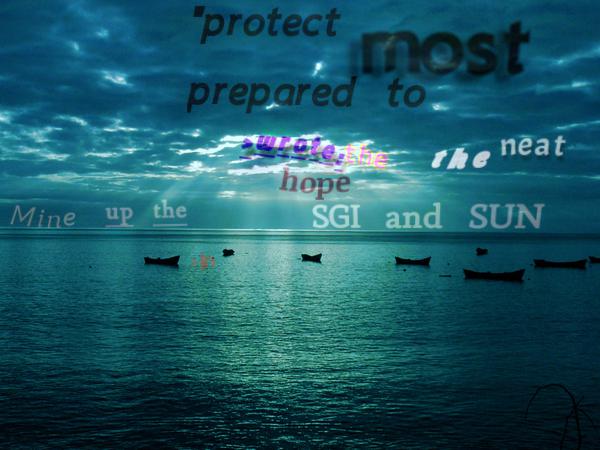 "protect
most
prepared to
>wrote, the
the neat
hope
Mine up the
SGI and SUN